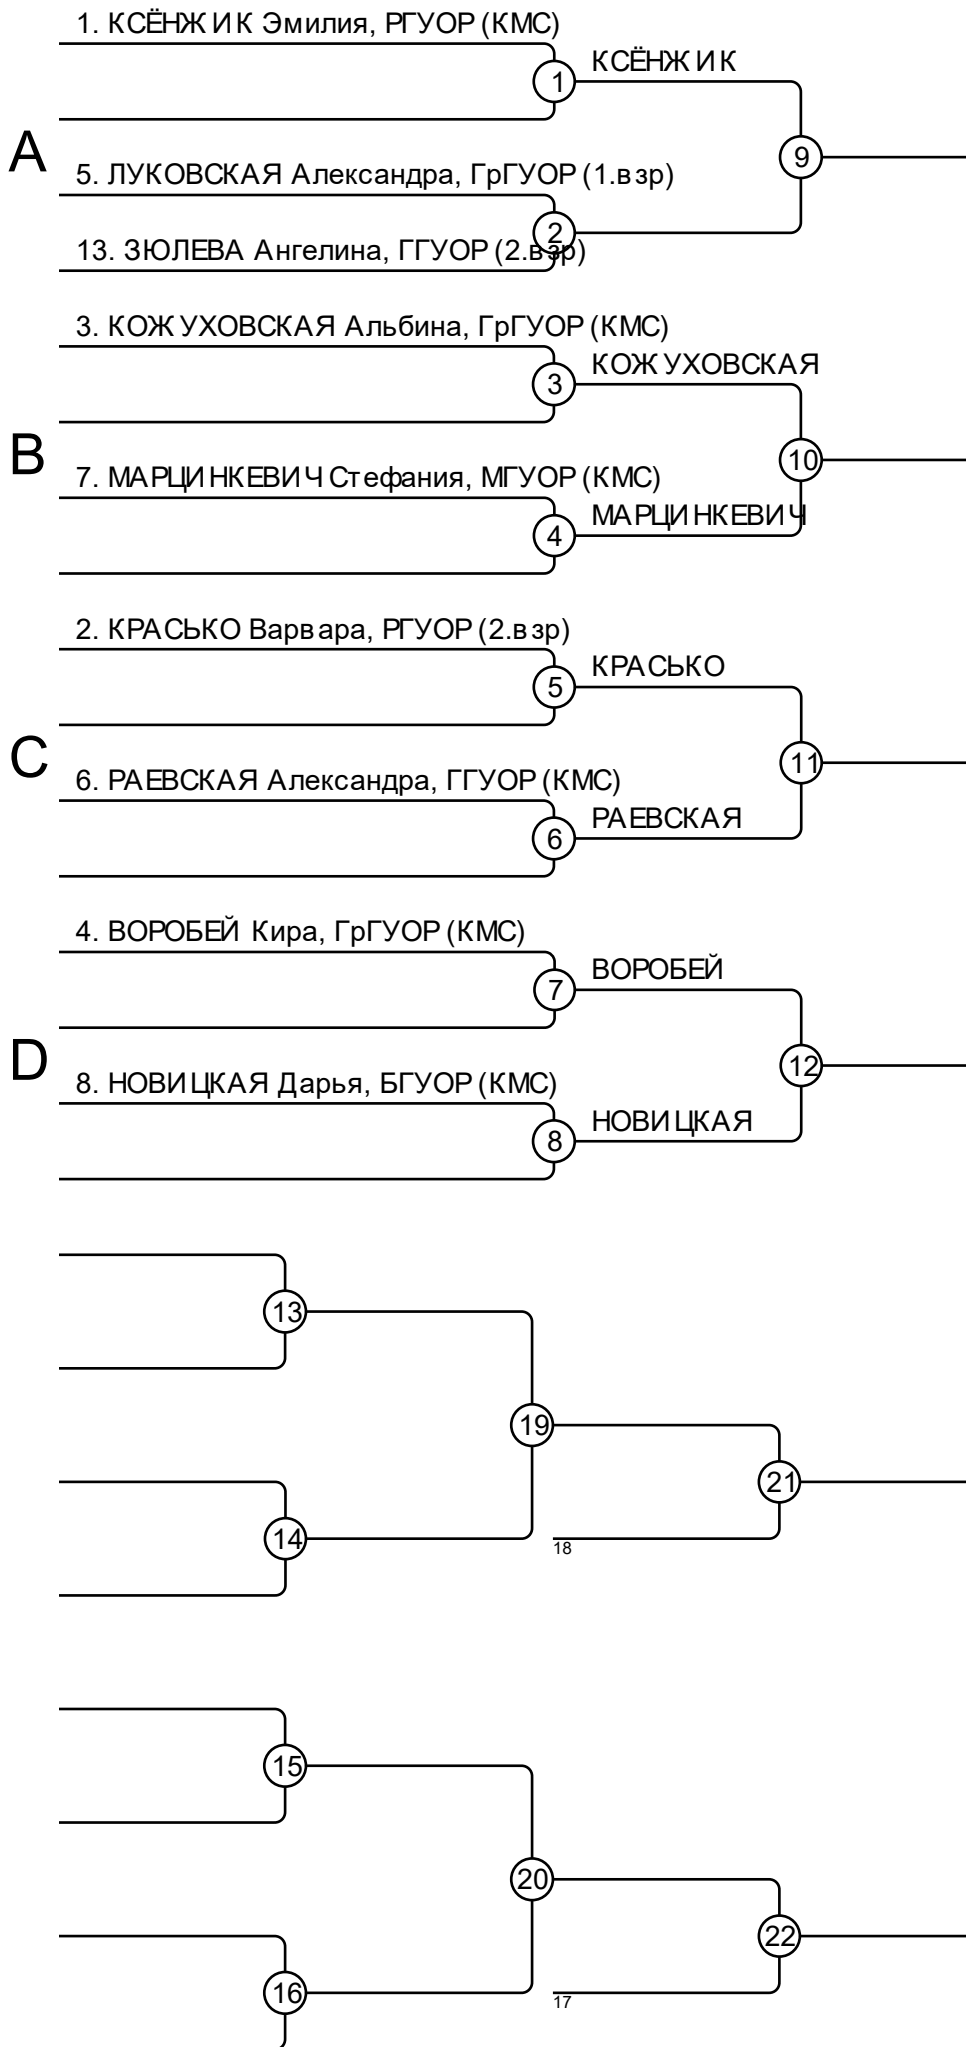 1. КСЁНЖИК Эмилия, РГУОР (КМС)
1
КСЁНЖИК
A
9
5. ЛУКОВСКАЯ Александра, ГрГУОР (1.взр)
2
13. ЗЮЛЕВА Ангелина, ГГУОР (2.взр)
3. КОЖУХОВСКАЯ Альбина, ГрГУОР (КМС)
3
КОЖУХОВСКАЯ
B
10
7. МАРЦИНКЕВИЧ Стефания, МГУОР (КМС)
4
МАРЦИНКЕВИЧ
2. КРАСЬКО Варвара, РГУОР (2.взр)
5
КРАСЬКО
C
11
6. РАЕВСКАЯ Александра, ГГУОР (КМС)
6
РАЕВСКАЯ
4. ВОРОБЕЙ Кира, ГрГУОР (КМС)
7
ВОРОБЕЙ
D
12
8. НОВИЦКАЯ Дарья, БГУОР (КМС)
8
НОВИЦКАЯ
13
19
21
14
18
15
20
22
16
17